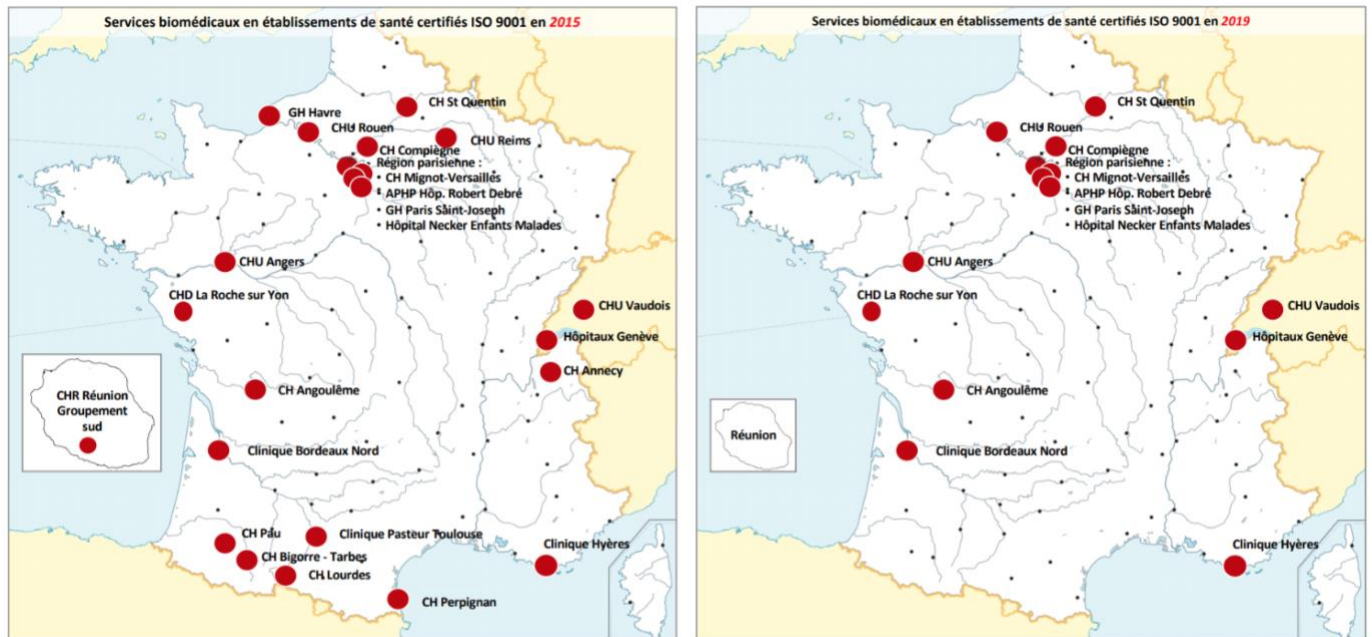 Services biomédicaux en établissements de santé certifiés ISO 9001 en 2015
GH Havre
CH St Quentin
CHU Rouen
CHU Reims
CH Compiègne
Région parisienne :
• CH Mignot-Versailles
• APHP Hôp. Robert Debré
• GH Paris Saint-Joseph
• Hôpital Necker Enfants Malades
CHU Angers
CHD La Roche sur Yon
CHU Vaudois
Hôpitaux Genève
CH Annecy
CHR Réunion
Groupement
sud
CH Angoulême
Clinique Bordeaux Nord
CH Pau
Clinique Pasteur Toulouse
CH Bigorre - Tarbes
CH Lourdes
Clinique Hyères
CH Perpignan
Services biomédicaux en établissements de santé certifiés ISO 9001 en 2019
CH St Quentin
CHU Rouen
CH Compiègne
Région parisienne :
• CH Mignot-Versailles
• APHP Hôp. Robert Debré
• GH Paris Saint-Joseph
• Hôpital Necker Enfants Malades
CHU Angers
CHD La Roche sur Yon
CHU Vaudois
Hôpitaux Genève
CH Angoulême
Réunion
Clinique Bordeaux Nord
Clinique Hyères